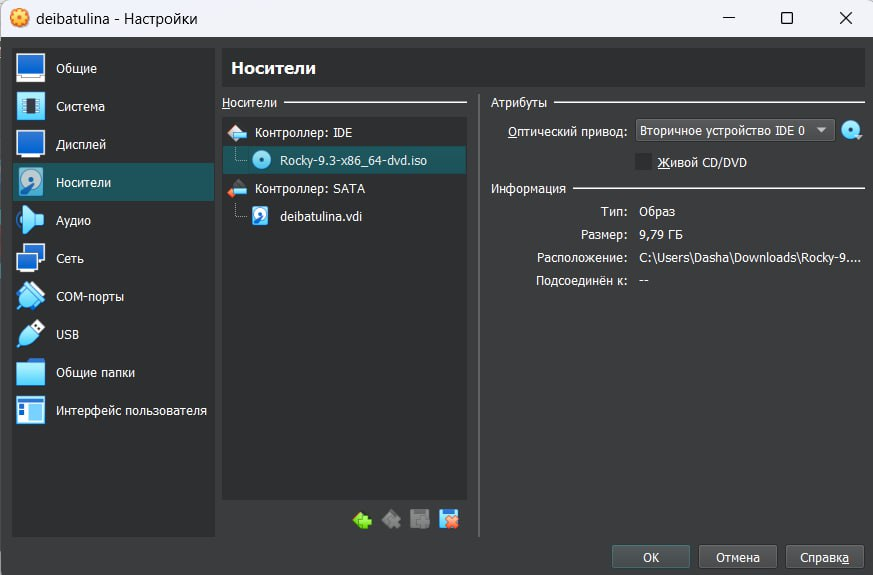 deibatulina - Настройки
Общие
Система
Дисплей
Носители
Аудио
Сеть
COM-порты
USB
Общие папки
Интерфейс пользователя
Носители
Носители
Контроллер: IDE
Rocky-9.3-x86_64-dvd.iso
Контроллер: SATA
deibatulina.vdi
Атрибуты
Оптический привод: Вторичное устройство IDE 0
Живой CD/DVD
Информация
Тип: Образ
Размер: 9,79 ГБ
Расположение: C:\Users\Dasha\Downloads\Rocky-9....
Подсоединён к: --
OK
Отмена
Справка